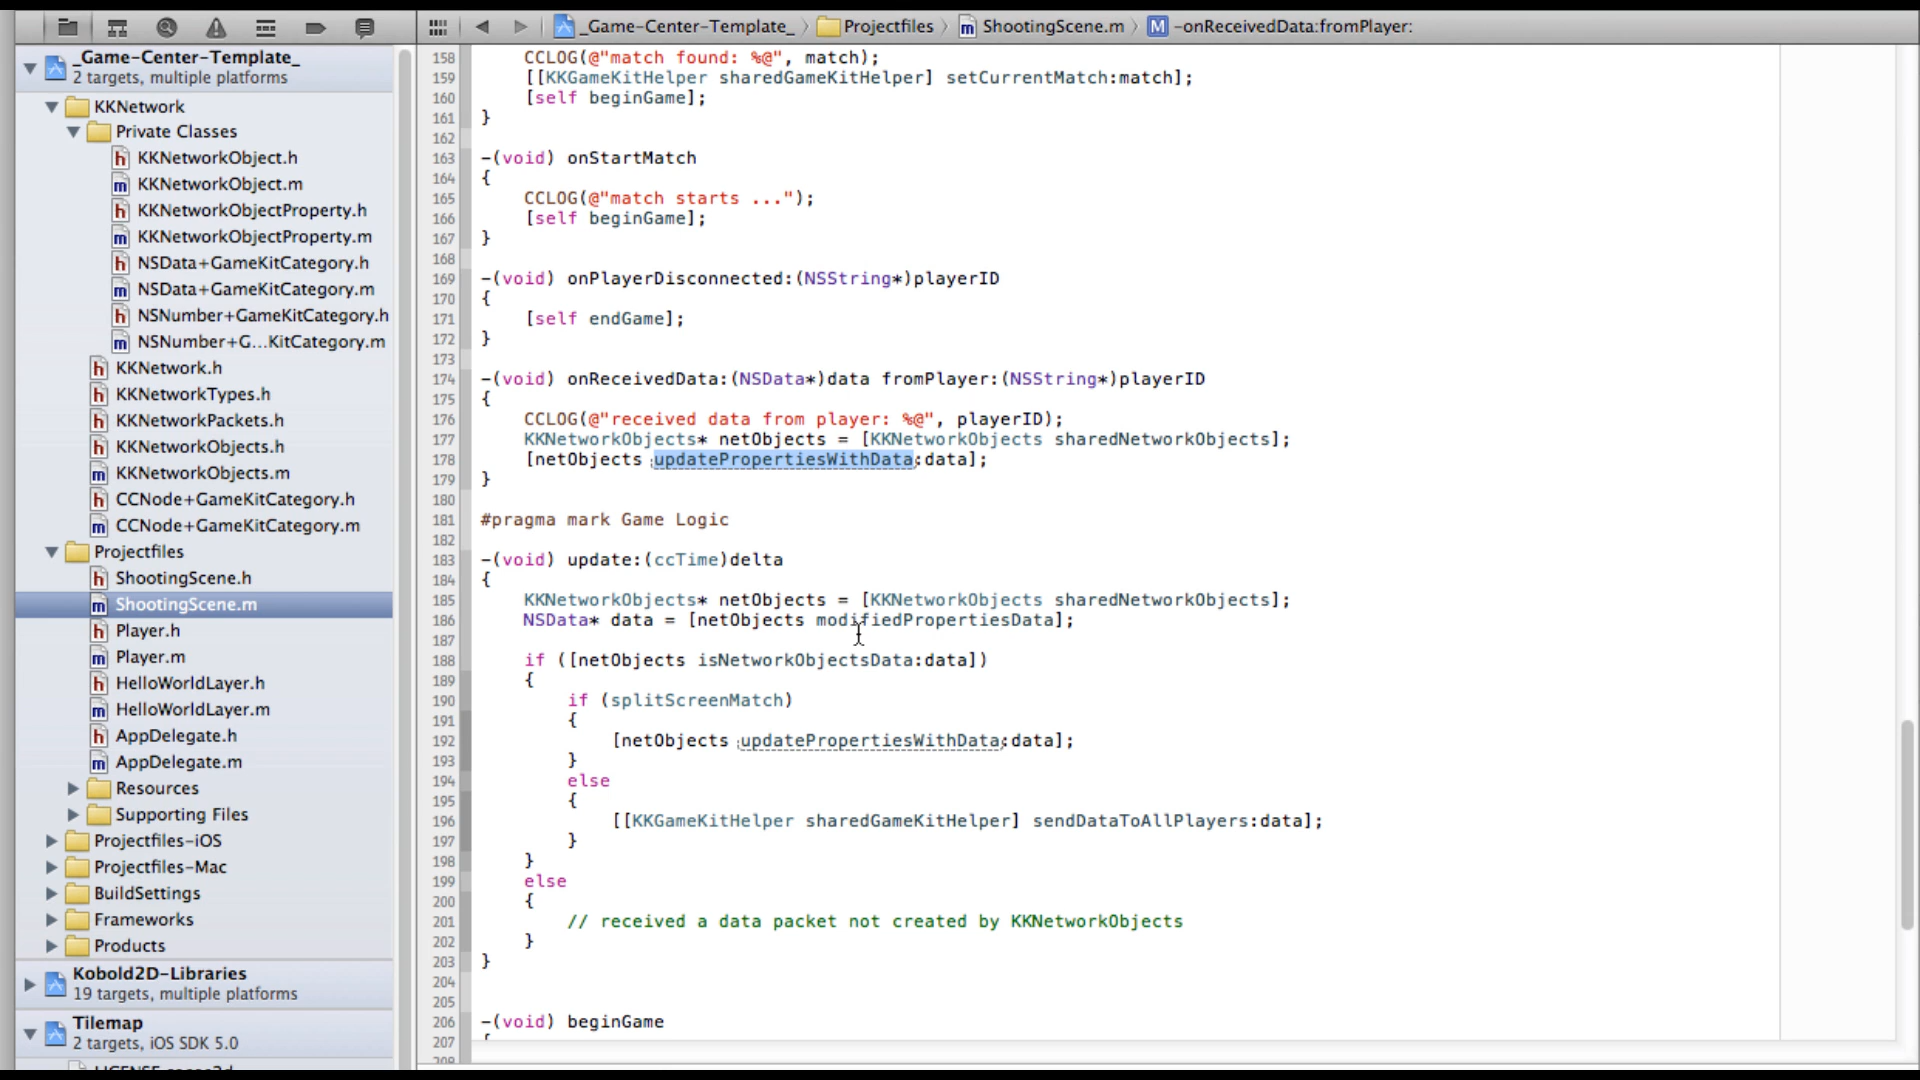 _Game-Center-Template_ Projectfiles ShootingScene.m M -onReceivedData:fromPlayer:
_Game-Center-Template_
2 targets, multiple platforms
KKNetwork
Private Classes
h KKNetworkObject.h
m KKNetworkObject.m
h KKNetworkObjectProperty.h
m KKNetworkObjectProperty.m
h NSData+GameKitCategory.h
m NSData+GameKitCategory.m
h NSNumber+GameKitCategory.h
m NSNumber+G...KitCategory.m
h KKNetwork.h
h KKNetworkTypes.h
h KKNetworkPackets.h
h KKNetworkObjects.h
m KKNetworkObjects.m
h CCNode+GameKitCategory.h
m CCNode+GameKitCategory.m
Projectfiles
h ShootingScene.h
m ShootingScene.m
h Player.h
m Player.m
h HelloWorldLayer.h
m HelloWorldLayer.m
h AppDelegate.h
m AppDelegate.m
Resources
Supporting Files
Projectfiles-iOS
Projectfiles-Mac
BuildSettings
Frameworks
Products
Kobold2D-Libraries
19 targets, multiple platforms
Tilemap
2 targets, iOS SDK 5.0
158 CCLOG(@"match found: %@", match);
159 [[KKGameKitHelper sharedGameKitHelper] setCurrentMatch:match];
160 [self beginGame];
161 }
162
163 -(void) onStartMatch
164 {
165 CCLOG(@"match starts ...");
166 [self beginGame];
167 }
168
169 -(void) onPlayerDisconnected:(NSString*)playerID
170 {
171 [self endGame];
172 }
173
174 -(void) onReceivedData:(NSData*)data fromPlayer:(NSString*)playerID
175 {
176 CCLOG(@"received data from player: %@", playerID);
177 KKNetworkObjects* netObjects = [KKNetworkObjects sharedNetworkObjects];
178 [netObjects updatePropertiesWithData:data];
179 }
180
181 #pragma mark Game Logic
182
183 -(void) update:(ccTime)delta
184 {
185 KKNetworkObjects* netObjects = [KKNetworkObjects sharedNetworkObjects];
186 NSData* data = [netObjects modifiedPropertiesData];
187
188 if ([netObjects isNetworkObjectsData:data])
189 {
190 if (splitScreenMatch)
191 {
192 [netObjects updatePropertiesWithData:data];
193 }
194 else
195 {
196 [[KKGameKitHelper sharedGameKitHelper] sendDataToAllPlayers:data];
197 }
198 }
199 else
200 {
201 // received a data packet not created by KKNetworkObjects
202 }
203 }
204
205
206 -(void) beginGame
207 {